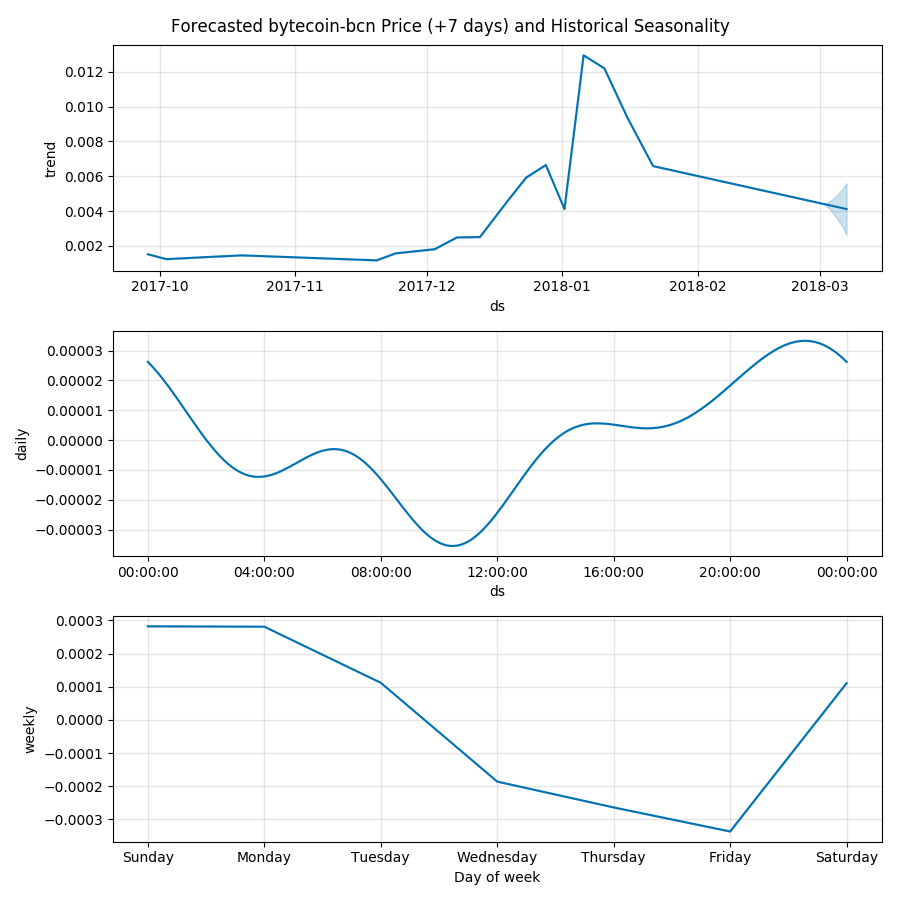 Forecasted bytecoin-bcn Price (+7 days) and Historical Seasonality
0.012
0.010
0.008
0.006
0.004
0.002
trend
2017-10 2017-11 2017-12 2018-01 2018-02 2018-03
ds
0.00003
0.00002
0.00001
0.00000
−0.00001
−0.00002
−0.00003
daily
00:00:00 04:00:00 08:00:00 12:00:00 16:00:00 20:00:00 00:00:00
ds
0.0003
0.0002
0.0001
0.0000
−0.0001
−0.0002
−0.0003
weekly
Sunday Monday Tuesday Wednesday Thursday Friday Saturday
Day of week